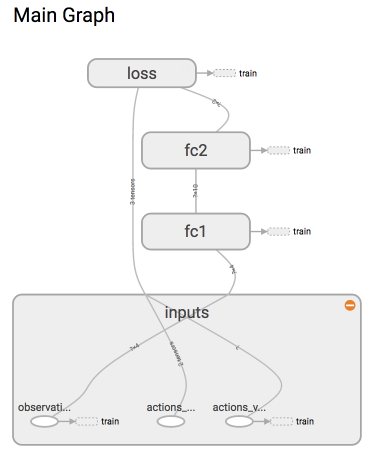 Main Graph
loss
train
?×2
fc2
train
3 tensors
?×10
fc1
train
?×4
inputs
?×4
2 tensors
?
observati...
actions_...
actions_v...
train
train